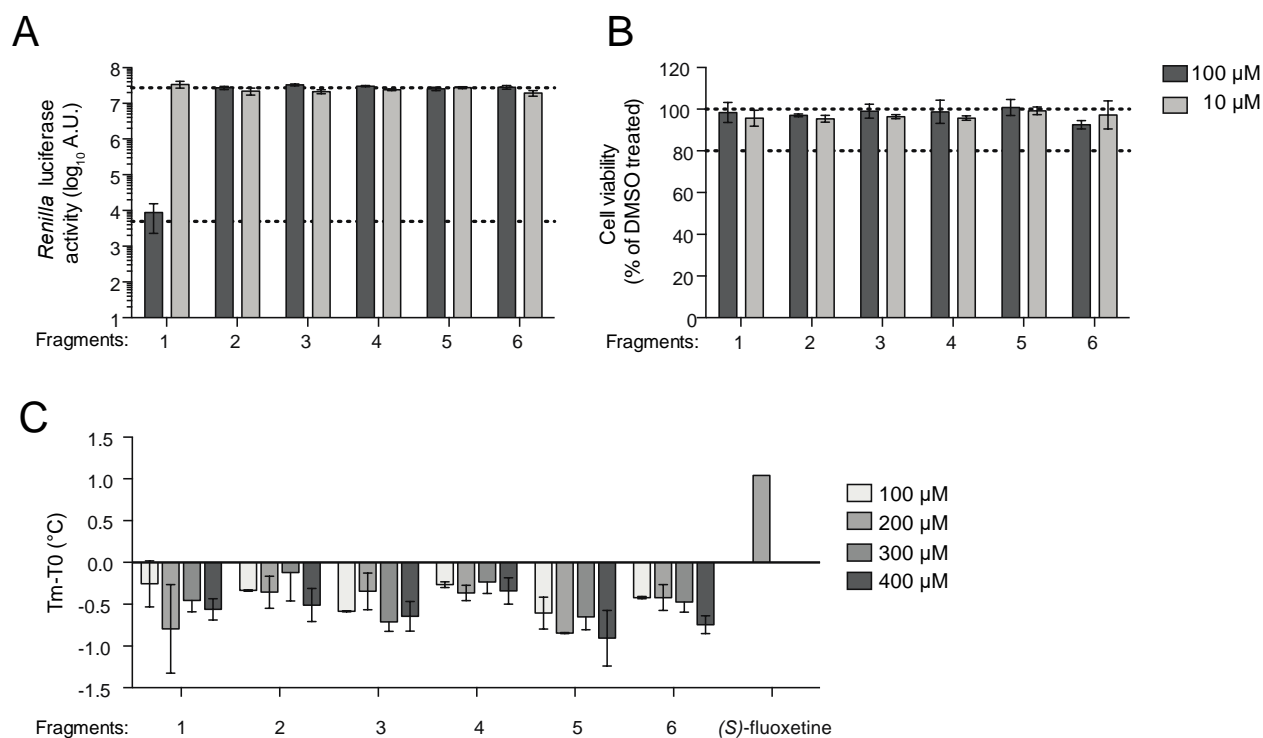 A
Renilla luciferase
activity (log10 A.U.)
8
7
6
5
4
3
2
1
Fragments: 1 2 3 4 5 6
B
Cell viability
(% of DMSO treated)
120
100
80
60
40
20
0
Fragments: 1 2 3 4 5 6
100 µM
10 µM
C
Tm-T0 (°C)
1.5
1.0
0.5
0.0
-0.5
-1.0
-1.5
Fragments: 1 2 3 4 5 6 (S)-fluoxetine
100 µM
200 µM
300 µM
400 µM